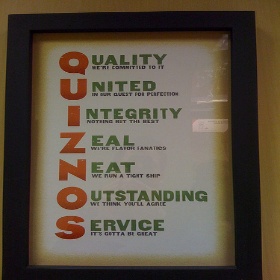 QUALITY
WE'RE COMMITTED TO IT
UNITED
IN OUR QUEST FOR PERFECTION
INTEGRITY
NOTHING BUT THE BEST
ZEAL
WE'RE FLAVOR FANATICS
NEAT
WE RUN A TIGHT SHIP
OUTSTANDING
WE THINK YOU'LL AGREE
SERVICE
IT'S GOTTA BE GREAT